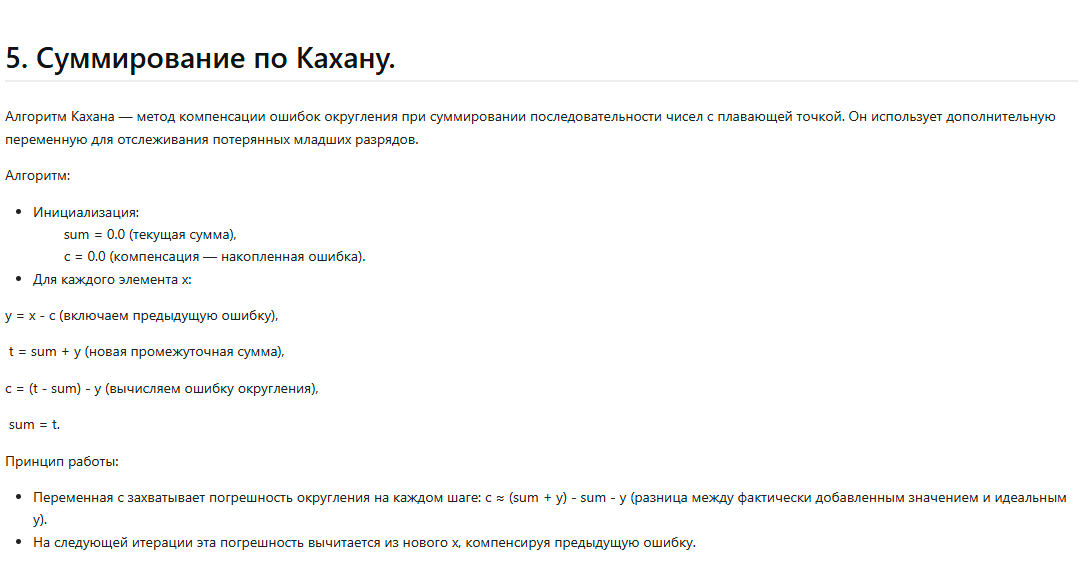 5. Суммирование по Кахану.
Алгоритм Кахана — метод компенсации ошибок округления при суммировании последовательности чисел с плавающей точкой. Он использует дополнительную
переменную для отслеживания потерянных младших разрядов.
Алгоритм:
• Инициализация:
sum = 0.0 (текущая сумма),
c = 0.0 (компенсация — накопленная ошибка).
• Для каждого элемента x:
y = x - c (включаем предыдущую ошибку),
t = sum + y (новая промежуточная сумма),
c = (t - sum) - y (вычисляем ошибку округления),
sum = t.
Принцип работы:
• Переменная c захватывает погрешность округления на каждом шаге: c ≈ (sum + y) - sum - y (разница между фактически добавленным значением и идеальным
y).
• На следующей итерации эта погрешность вычитается из нового x, компенсируя предыдущую ошибку.